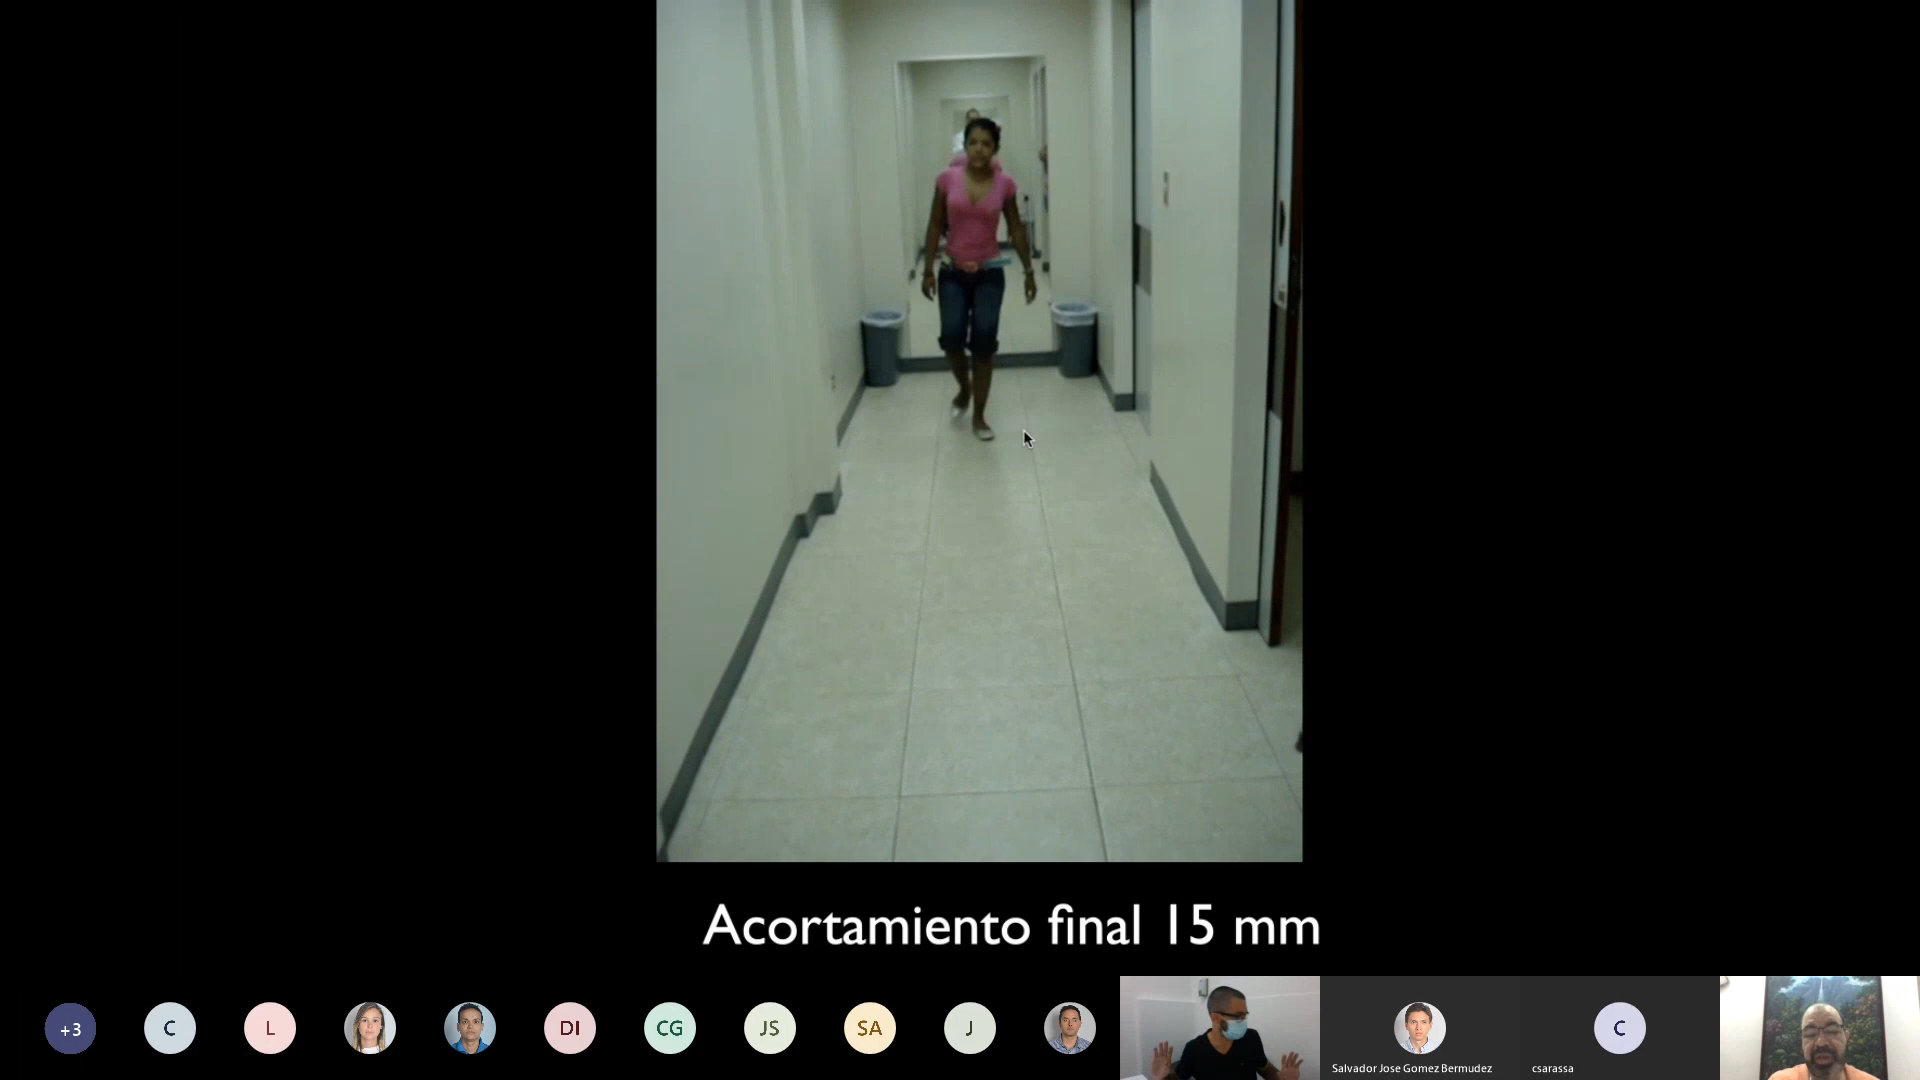 Acortamiento final 15 mm
+3
C
L
DI
CG
JS
SA
J
Salvador Jose Gomez Bermudez
C
csarassa